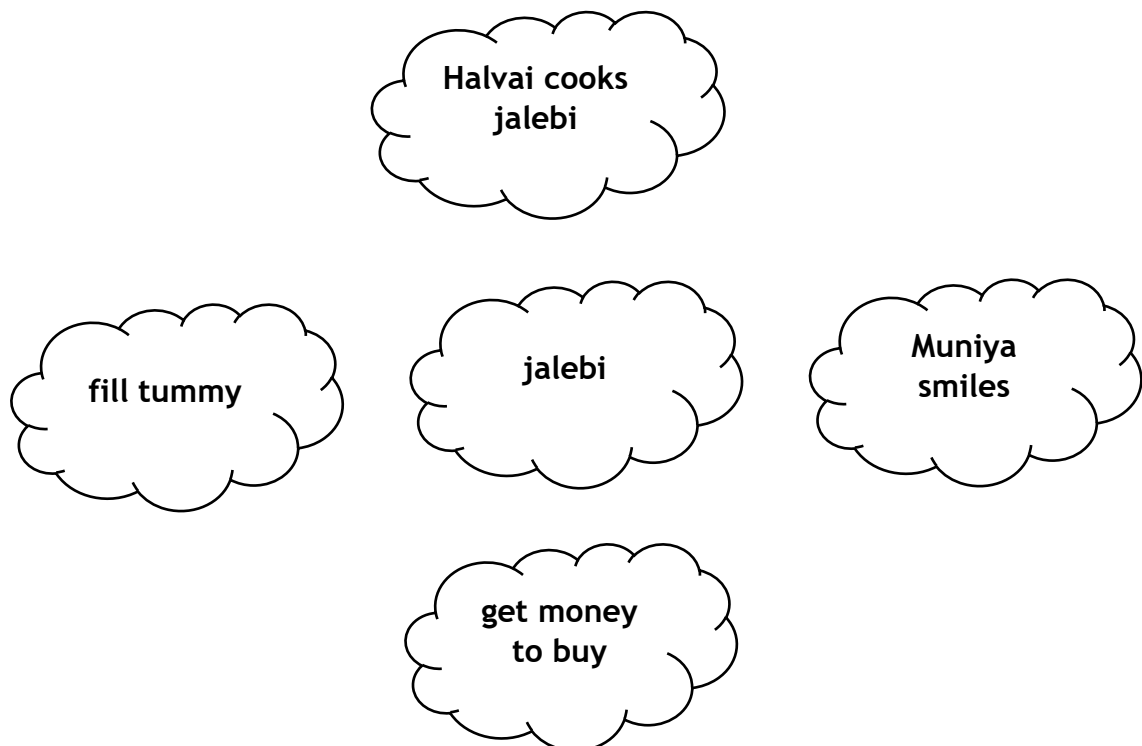 Halvai cooks
jalebi
fill tummy
jalebi
Muniya
smiles
get money
to buy